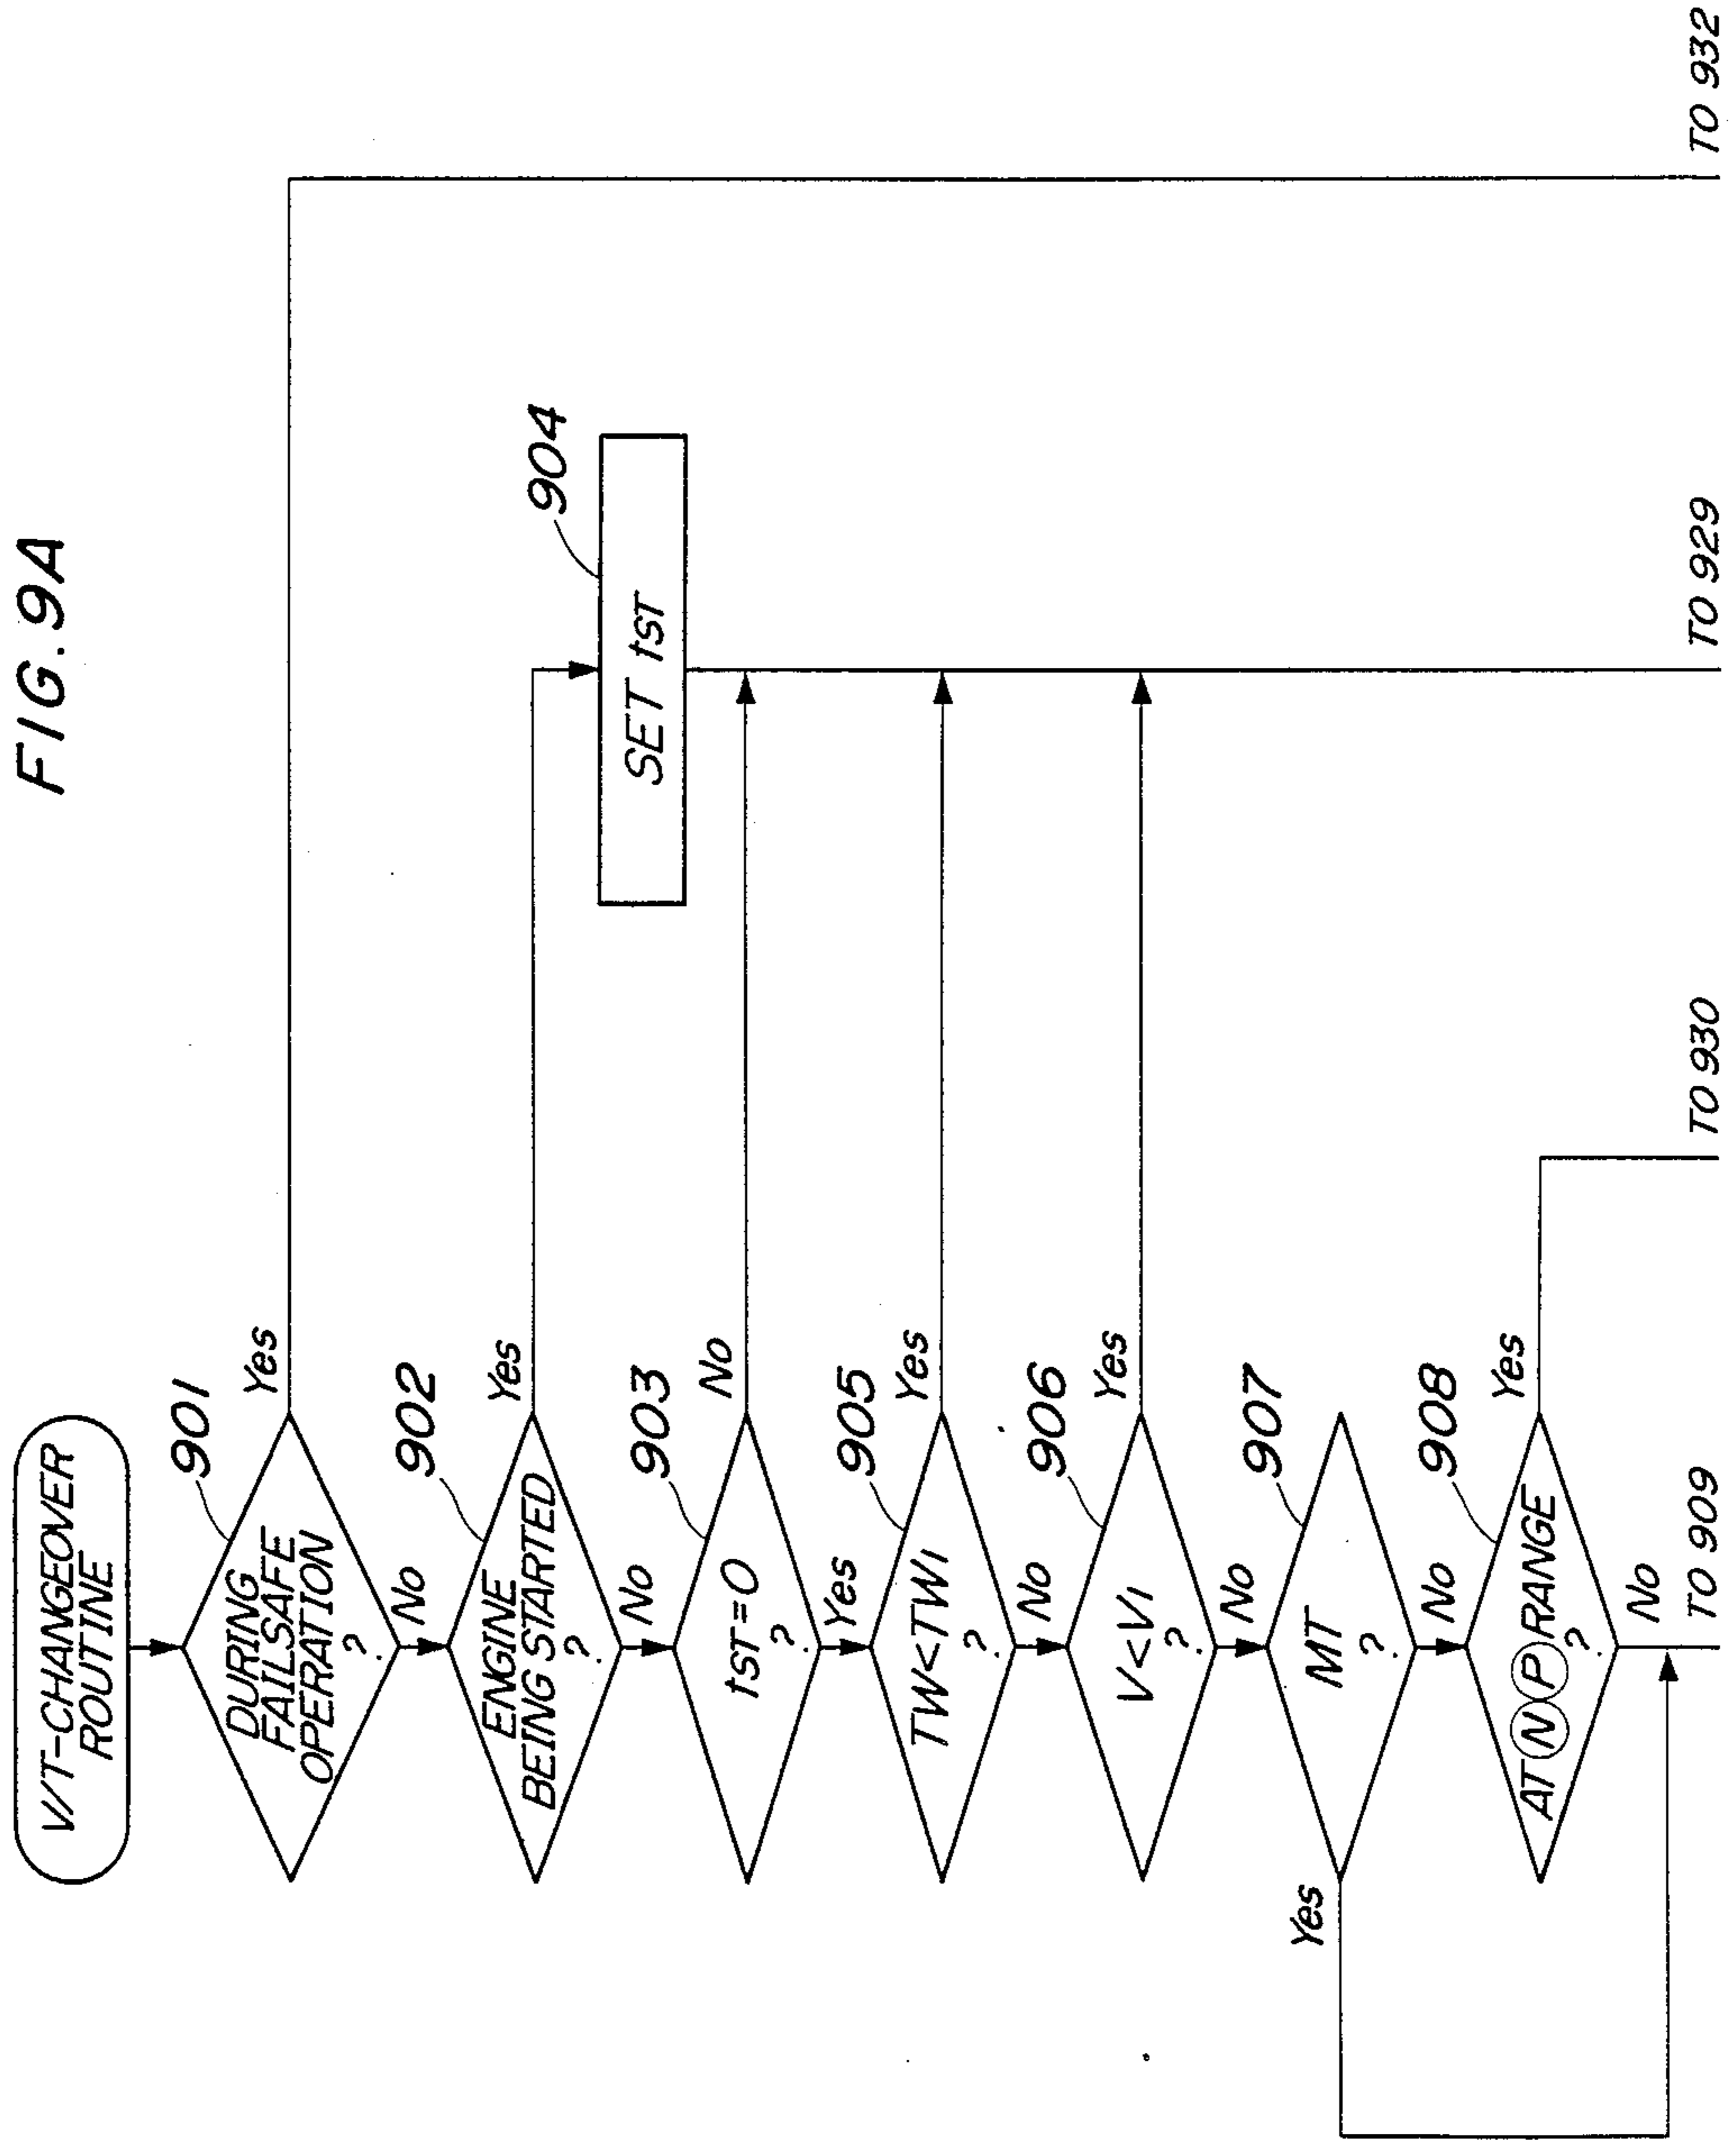 FIG. 9A
V/T-CHANGEOVER
ROUTINE
901
DURING
FAILSAFE
OPERATION
?
Yes
No
902
ENGINE
BEING STARTED
?
Yes
No
904
SET tST
903
tST=0
?
No
Yes
905
TW<TW1
?
Yes
No
906
V<V1
?
Yes
No
907
MT
?
Yes
No
908
AT N P RANGE
?
Yes
No
TO 909
TO 930
TO 929
TO 932